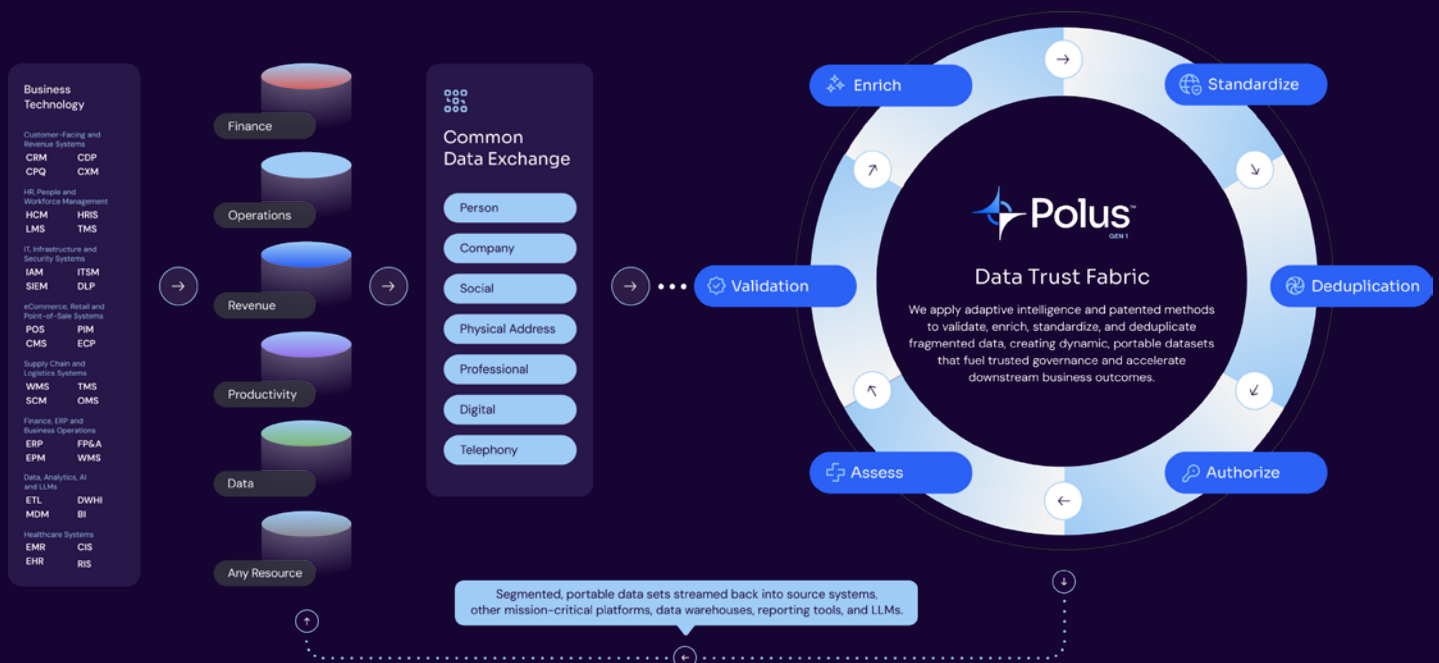 Business
Technology
Customer-Facing and
Revenue Systems
CRM CDP
CPQ CXM
HR, People and
Workforce Management
HCM HRIS
LMS TMS
IT, Infrastructure and
Security Systems
IAM ITSM
SIEM DLP
eCommerce, Retail and
Point-of-Sale Systems
POS PIM
CMS ECP
Supply Chain and
Logistics Systems
WMS TMS
SCM OMS
Finance, ERP and
Business Operations
ERP FP&A
EPM WMS
Data, Analytics, AI
and LLMs
ETL DWHI
MDM BI
Healthcare Systems
EMR CIS
EHR RIS
Finance
Operations
Revenue
Productivity
Data
Any Resource
Common
Data Exchange
Person
Company
Social
Physical Address
Professional
Digital
Telephony
Enrich
Standardize
Validation
Deduplication
Assess
Authorize
Polus™
GEN 1
Data Trust Fabric
We apply adaptive intelligence and patented methods
to validate, enrich, standardize, and deduplicate
fragmented data, creating dynamic, portable datasets
that fuel trusted governance and accelerate
downstream business outcomes.
Segmented, portable data sets streamed back into source systems,
other mission-critical platforms, data warehouses, reporting tools, and LLMs.